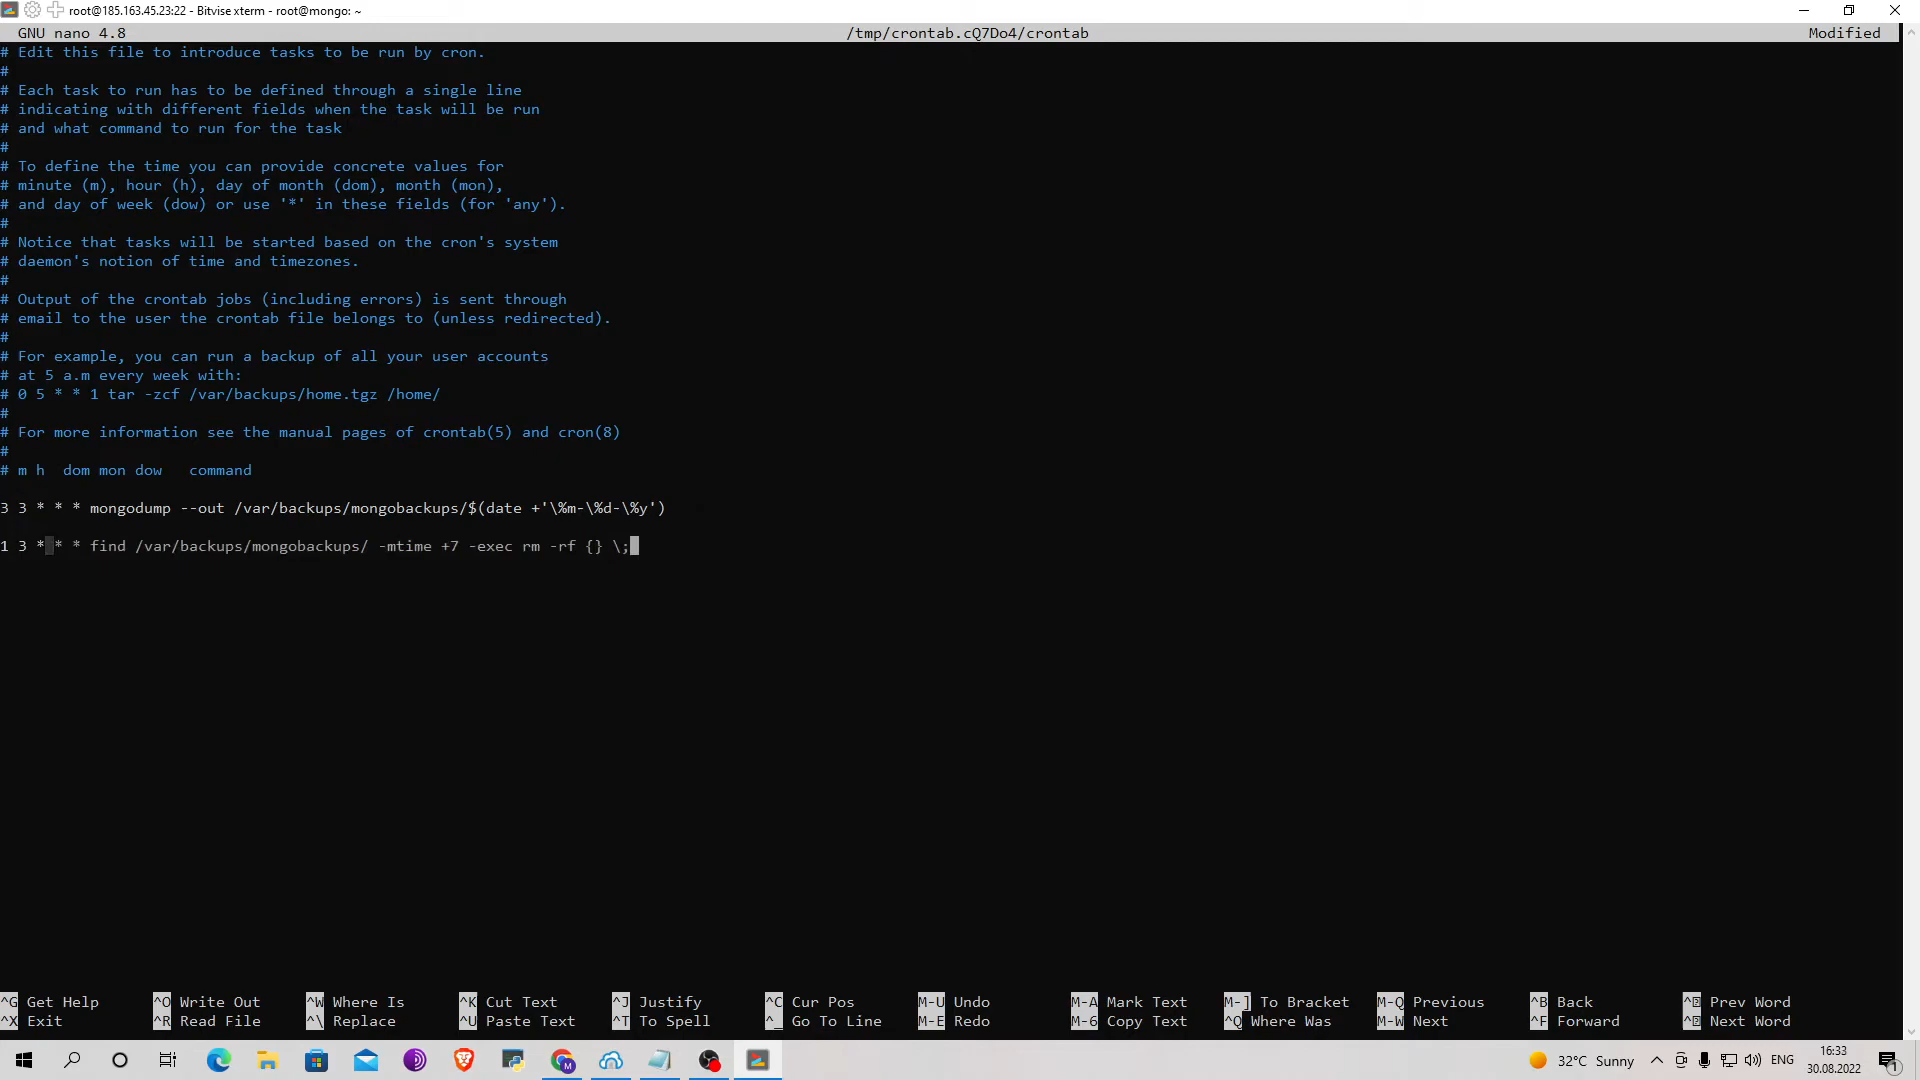 root@185.163.45.23:22 - Bitvise xterm - root@mongo: ~
GNU nano 4.8 /tmp/crontab.cQ7Do4/crontab Modified
# Edit this file to introduce tasks to be run by cron.
#
# Each task to run has to be defined through a single line
# indicating with different fields when the task will be run
# and what command to run for the task
#
# To define the time you can provide concrete values for
# minute (m), hour (h), day of month (dom), month (mon),
# and day of week (dow) or use '*' in these fields (for 'any').
#
# Notice that tasks will be started based on the cron's system
# daemon's notion of time and timezones.
#
# Output of the crontab jobs (including errors) is sent through
# email to the user the crontab file belongs to (unless redirected).
#
# For example, you can run a backup of all your user accounts
# at 5 a.m every week with:
# 0 5 * * 1 tar -zcf /var/backups/home.tgz /home/
#
# For more information see the manual pages of crontab(5) and cron(8)
#
# m h  dom mon dow   command
3 3 * * * mongodump --out /var/backups/mongobackups/$(date +'\%m-\%d-\%y')
1 3 * * * find /var/backups/mongobackups/ -mtime +7 -exec rm -rf {} \;
^G Get Help ^O Write Out ^W Where Is ^K Cut Text ^J Justify ^C Cur Pos M-U Undo M-A Mark Text M-] To Bracket M-Q Previous ^B Back ^ Prev Word
^X Exit ^R Read File ^\ Replace ^U Paste Text ^T To Spell ^_ Go To Line M-E Redo M-6 Copy Text ^Q Where Was M-W Next ^F Forward ^ Next Word
M 32°C Sunny ENG 16:33
30.08.2022 1